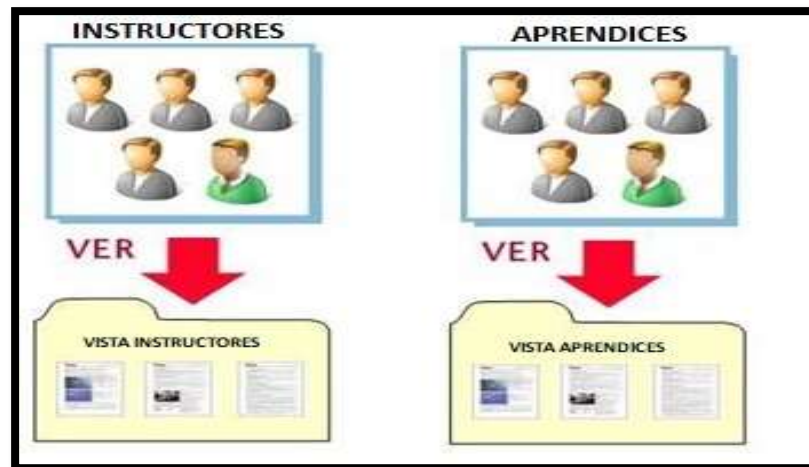 INSTRUCTORES
APRENDICES
VER
VER
VISTA INSTRUCTORES
VISTA APRENDICES